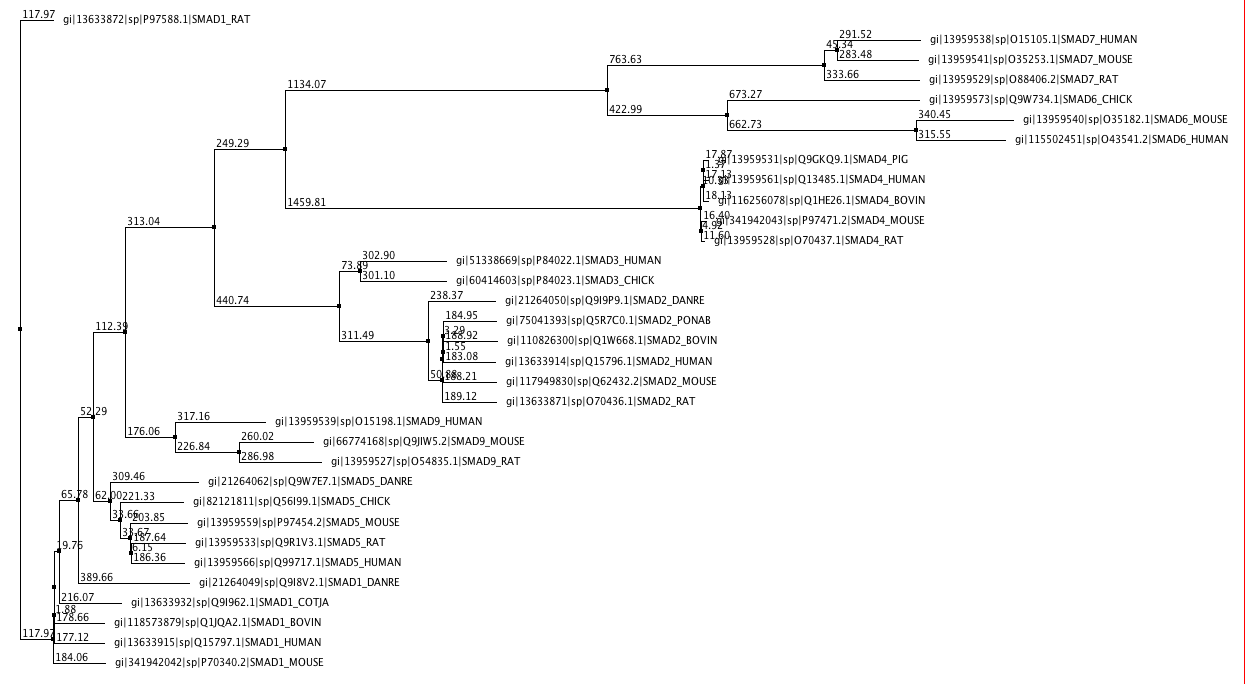 117.97 gi|13633872|sp|P97588.1|SMAD1_RAT
291.52 gi|13959538|sp|O15105.1|SMAD7_HUMAN
45.34
763.63 283.48 gi|13959541|sp|O35253.1|SMAD7_MOUSE
333.66 gi|13959529|sp|O88406.2|SMAD7_RAT
1134.07
673.27 gi|13959573|sp|Q9W734.1|SMAD6_CHICK
422.99 340.45 gi|13959540|sp|O35182.1|SMAD6_MOUSE
662.73 315.55 gi|115502451|sp|O43541.2|SMAD6_HUMAN
249.29
17.87 gi|13959531|sp|Q9GKQ9.1|SMAD4_PIG
17.13 gi|13959561|sp|Q13485.1|SMAD4_HUMAN
18.13 gi|116256078|sp|Q1HE26.1|SMAD4_BOVIN
1459.81
16.40 gi|341942043|sp|P97471.2|SMAD4_MOUSE
313.04 4.92
11.60 gi|13959528|sp|O70437.1|SMAD4_RAT
302.90 gi|51338669|sp|P84022.1|SMAD3_HUMAN
73.89
301.10 gi|60414603|sp|P84023.1|SMAD3_CHICK
440.74 238.37 gi|21264050|sp|Q9I9P9.1|SMAD2_DANRE
184.95 gi|75041393|sp|Q5R7C0.1|SMAD2_PONAB
112.39 3.29
311.49 188.92 gi|110826300|sp|Q1W668.1|SMAD2_BOVIN
1.55
183.08 gi|13633914|sp|Q15796.1|SMAD2_HUMAN
50.88 188.21 gi|117949830|sp|Q62432.2|SMAD2_MOUSE
189.12 gi|13633871|sp|O70436.1|SMAD2_RAT
52.29 317.16 gi|13959539|sp|O15198.1|SMAD9_HUMAN
176.06 260.02 gi|66774168|sp|Q9JIW5.2|SMAD9_MOUSE
226.84 286.98 gi|13959527|sp|O54835.1|SMAD9_RAT
309.46 gi|21264062|sp|Q9W7E7.1|SMAD5_DANRE
65.78 62.00 221.33 gi|82121811|sp|Q56I99.1|SMAD5_CHICK
33.66 203.85 gi|13959559|sp|P97454.2|SMAD5_MOUSE
33.67 187.64 gi|13959533|sp|Q9R1V3.1|SMAD5_RAT
19.76 6.15
186.36 gi|13959566|sp|Q99717.1|SMAD5_HUMAN
389.66 gi|21264049|sp|Q9I8V2.1|SMAD1_DANRE
216.07 gi|13633932|sp|Q9I962.1|SMAD1_COTJA
1.88
178.66 gi|118573879|sp|Q1JQA2.1|SMAD1_BOVIN
117.97 177.12 gi|13633915|sp|Q15797.1|SMAD1_HUMAN
184.06 gi|341942042|sp|P70340.2|SMAD1_MOUSE